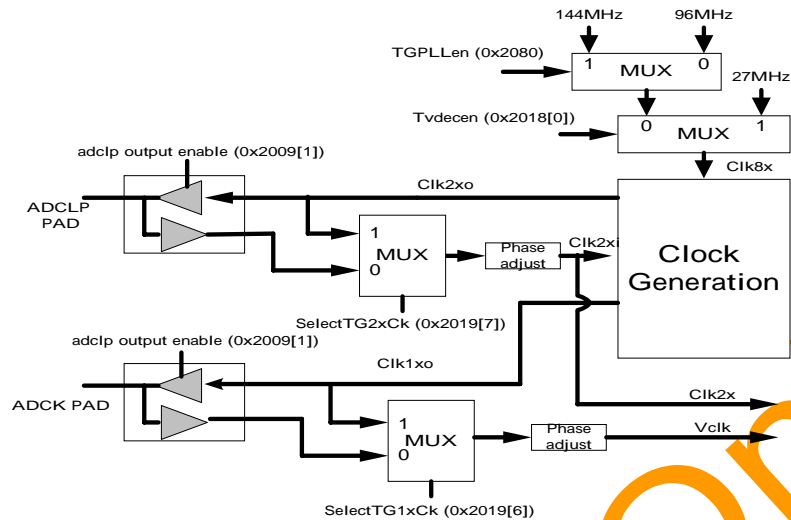 144MHz 96MHz
TGPLLen (0x2080)
1 MUX 0
27MHz
Tvdecen (0x2018[0])
0 MUX 1
adclp output enable (0x2009[1])
Clk8x
Clk2xo
ADCLP
PAD
1
MUX
0
Phase
adjust
Clk2xi
Clock
Generation
SelectTG2xCk (0x2019[7])
adclp output enable (0x2009[1])
Clk1xo
ADCK PAD
Clk2x
1
MUX
0
Phase
adjust
Vclk
SelectTG1xCk (0x2019[6])